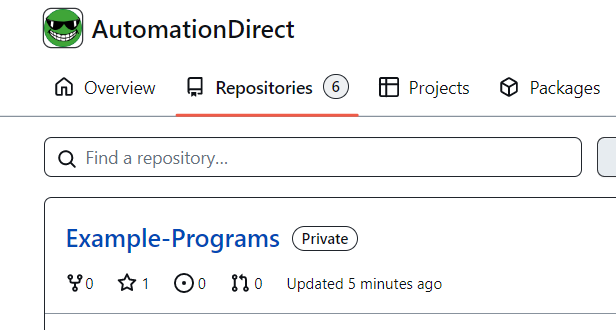 AutomationDirect
Overview Repositories 6 Projects Packages
Find a repository...
Example-Programs Private
0 1 0 0 Updated 5 minutes ago